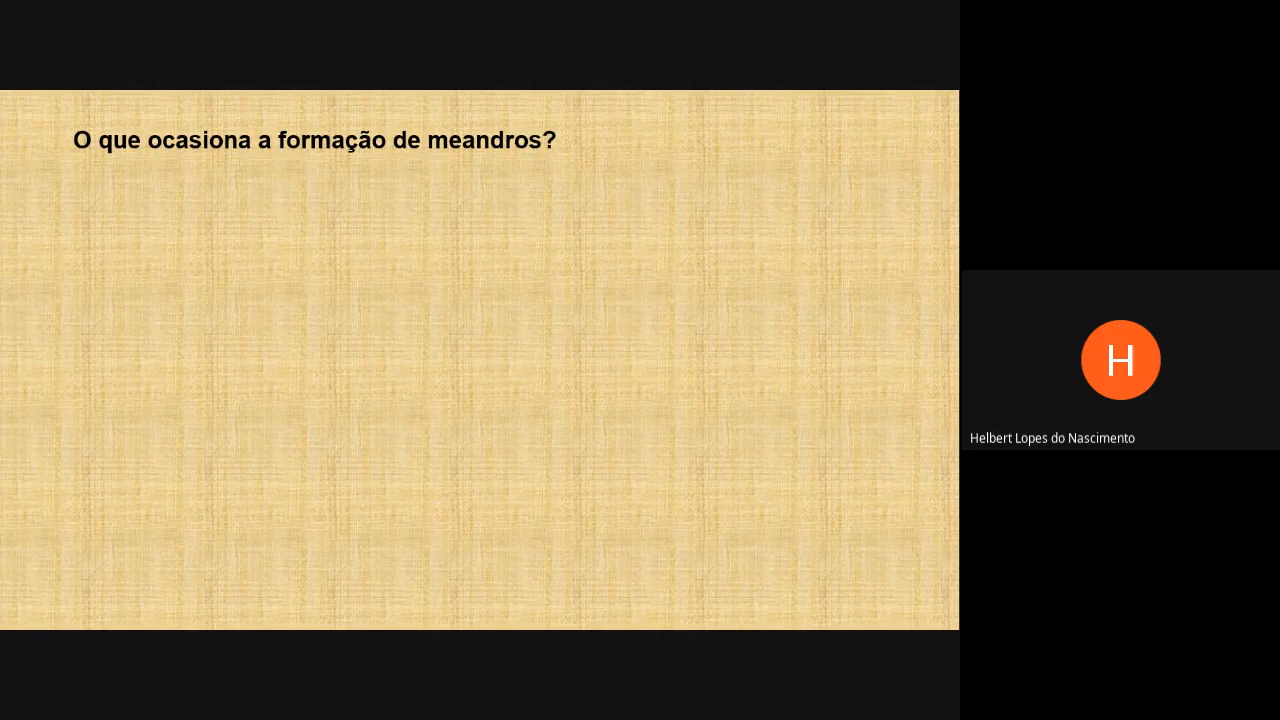 O que ocasiona a formação de meandros?
H
Helbert Lopes do Nascimento